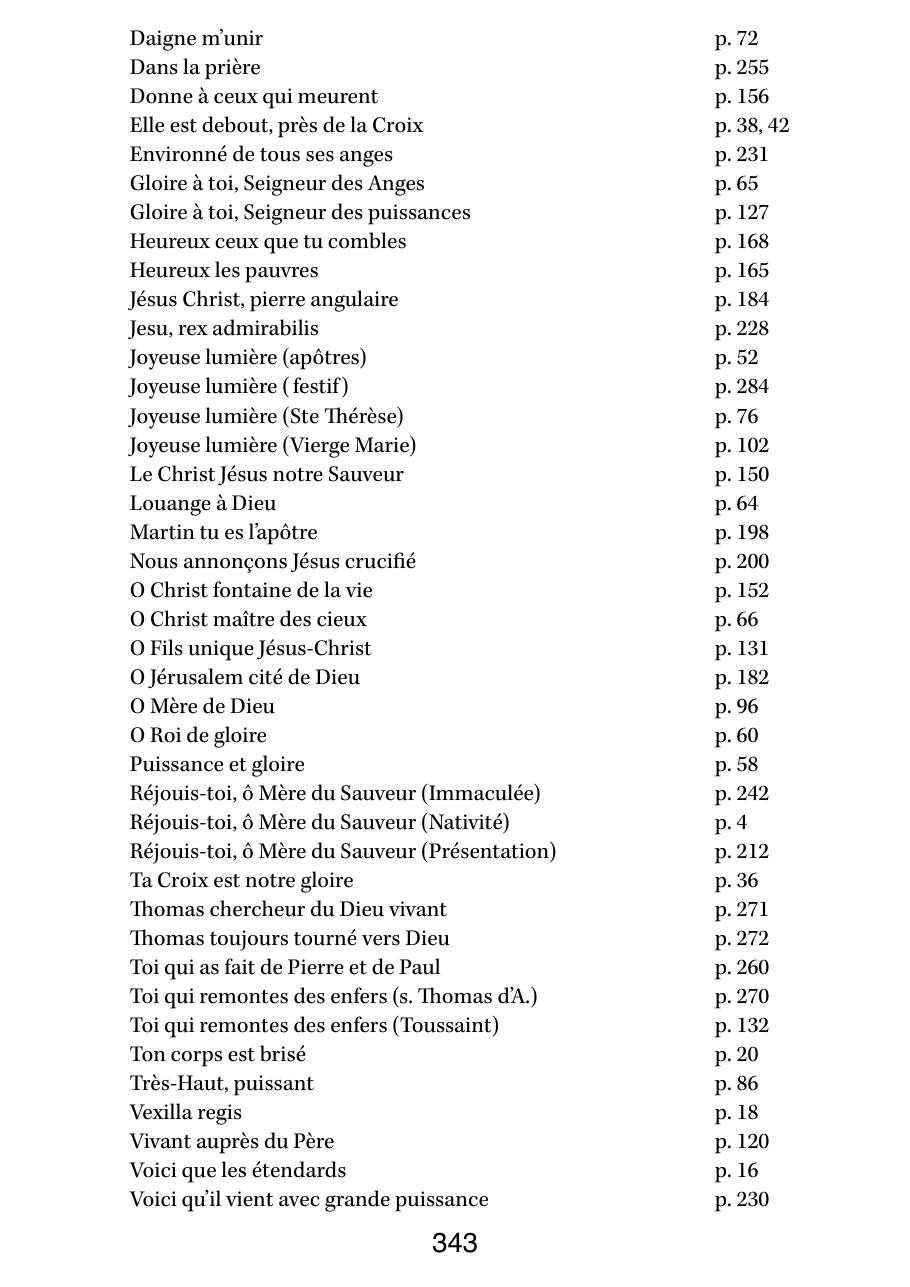 Daigne m’unir p. 72
Dans la prière p. 255
Donne à ceux qui meurent p. 156
Elle est debout, près de la Croix p. 38, 42
Environné de tous ses anges p. 231
Gloire à toi, Seigneur des Anges p. 65
Gloire à toi, Seigneur des puissances p. 127
Heureux ceux que tu combles p. 168
Heureux les pauvres p. 165
Jésus Christ, pierre angulaire p. 184
Jesu, rex admirabilis p. 228
Joyeuse lumière (apôtres) p. 52
Joyeuse lumière ( festif ) p. 284
Joyeuse lumière (Ste Thérèse) p. 76
Joyeuse lumière (Vierge Marie) p. 102
Le Christ Jésus notre Sauveur p. 150
Louange à Dieu p. 64
Martin tu es l’apôtre p. 198
Nous annonçons Jésus crucifié p. 200
O Christ fontaine de la vie p. 152
O Christ maître des cieux p. 66
O Fils unique Jésus-Christ p. 131
O Jérusalem cité de Dieu p. 182
O Mère de Dieu p. 96
O Roi de gloire p. 60
Puissance et gloire p. 58
Réjouis-toi, ô Mère du Sauveur (Immaculée) p. 242
Réjouis-toi, ô Mère du Sauveur (Nativité) p. 4
Réjouis-toi, ô Mère du Sauveur (Présentation) p. 212
Ta Croix est notre gloire p. 36
Thomas chercheur du Dieu vivant p. 271
Thomas toujours tourné vers Dieu p. 272
Toi qui as fait de Pierre et de Paul p. 260
Toi qui remontes des enfers (s. Thomas d’A.) p. 270
Toi qui remontes des enfers (Toussaint) p. 132
Ton corps est brisé p. 20
Très-Haut, puissant p. 86
Vexilla regis p. 18
Vivant auprès du Père p. 120
Voici que les étendards p. 16
Voici qu’il vient avec grande puissance p. 230
343